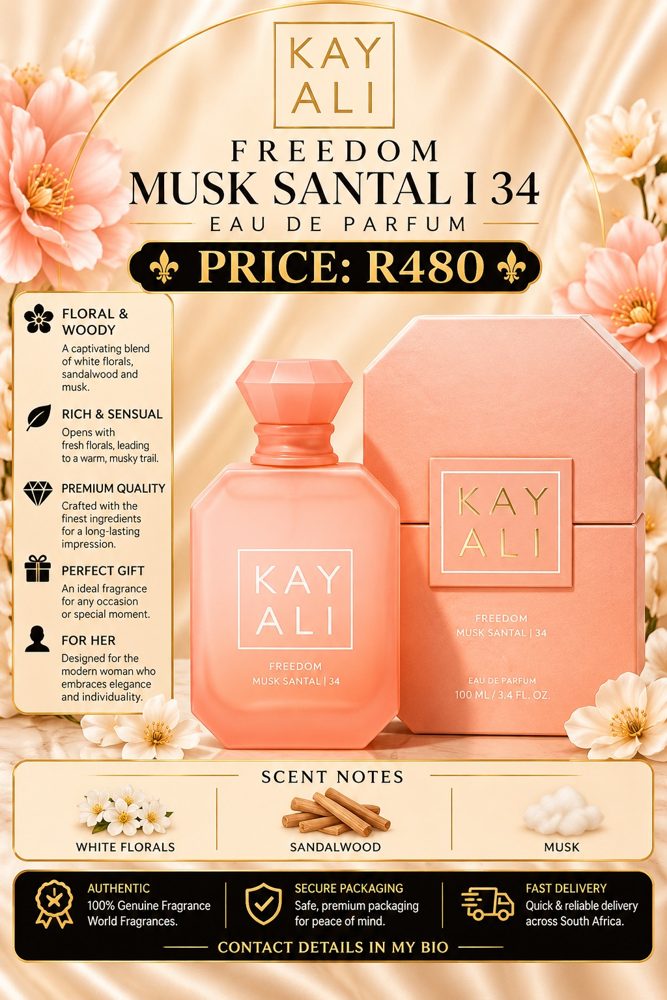 KAY
ALI
FREEDOM
MUSK SANTAL I 34
EAU DE PARFUM
PRICE: R480
FLORAL &
WOODY
A captivating blend
of white florals,
sandalwood and
musk.
RICH & SENSUAL
Opens with
fresh florals, leading
to a warm, musky trail.
PREMIUM QUALITY
Crafted with the
finest ingredients
for a long-lasting
impression.
PERFECT GIFT
An ideal fragrance
for any occasion
or special moment.
FOR HER
Designed for the
modern woman who
embraces elegance
and individuality.
KAY
ALI
FREEDOM
MUSK SANTAL | 34
KAY
ALI
FREEDOM
MUSK SANTAL | 34
EAU DE PARFUM
100 ML / 3.4 FL. OZ.
SCENT NOTES
WHITE FLORALS
SANDALWOOD
MUSK
AUTHENTIC
100% Genuine Fragrance
World Fragrances.
SECURE PACKAGING
Safe, premium packaging
for peace of mind.
FAST DELIVERY
Quick & reliable delivery
across South Africa.
CONTACT DETAILS IN MY BIO